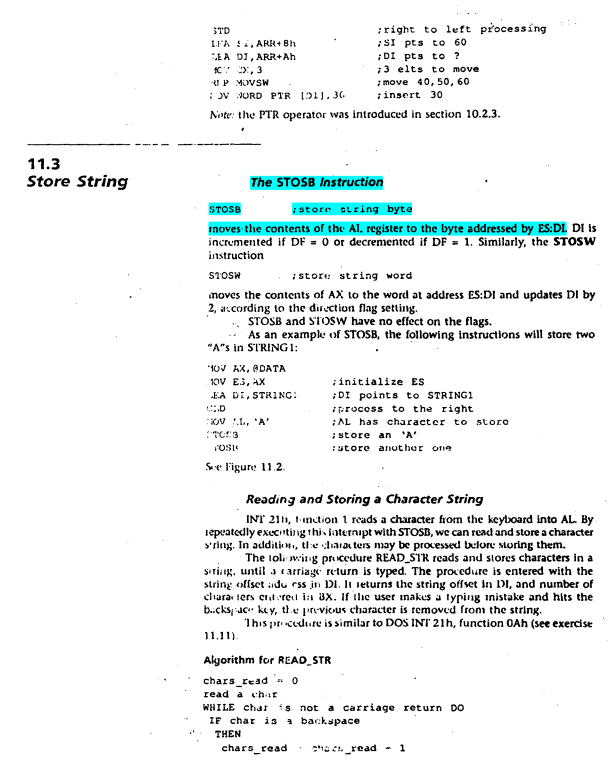 STD ;right to left processing
LEA SI,ARR+8h ;SI pts to 60
LEA DI,ARR+Ah ;DI pts to ?
MOV CX,3 ;3 elts to move
REP MOVSW ;move 40,50,60
MOV WORD PTR [DI],30 ;insert 30
Note: the PTR operator was introduced in section 10.2.3.
11.3
Store String
The STOSB Instruction
STOSB ;store string byte
moves the contents of the AL register to the byte addressed by ES:DI. DI is
incremented if DF = 0 or decremented if DF = 1. Similarly, the STOSW
instruction
STOSW ;store string word
moves the contents of AX to the word at address ES:DI and updates DI by
2, according to the direction flag setting.
STOSB and STOSW have no effect on the flags.
As an example of STOSB, the following instructions will store two
"A"s in STRING1:
MOV AX,@DATA
MOV ES,AX ;initialize ES
LEA DI,STRING1 ;DI points to STRING1
CLD ;process to the right
MOV AL,'A' ;AL has character to store
STOSB ;store an 'A'
STOSB ;store another one
See Figure 11.2.
Reading and Storing a Character String
INT 21h, function 1 reads a character from the keyboard into AL. By
repeatedly executing this interrupt with STOSB, we can read and store a character
string. In addition, the characters may be processed before storing them.
The following procedure READ_STR reads and stores characters in a
string, until a carriage return is typed. The procedure is entered with the
string offset address in DI. It returns the string offset in DI, and number of
characters entered in BX. If the user makes a typing mistake and hits the
backspace key, the previous character is removed from the string.
This procedure is similar to DOS INT 21h, function 0Ah (see exercise
11.11).
Algorithm for READ_STR
chars_read = 0
read a char
WHILE char is not a carriage return DO
IF char is a backspace
THEN
chars_read = chars_read - 1